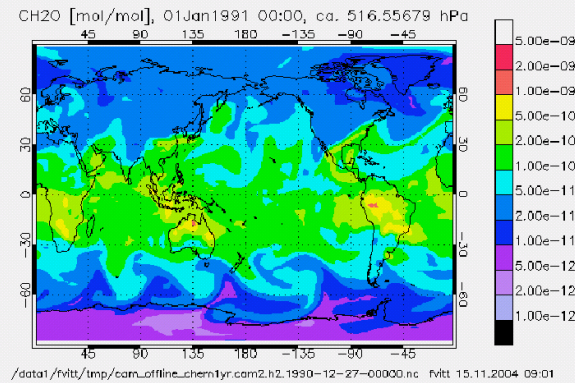 CH2O [mol/mol], 01Jan1991 00:00, ca. 516.55679 hPa
45 90 135 180 -135 -90 -45
60 60
30 30
0 0
-30 -30
-60 -60
45 90 135 180 -135 -90 -45
5.00e-09
2.00e-09
1.00e-09
5.00e-10
2.00e-10
1.00e-10
5.00e-11
2.00e-11
1.00e-11
5.00e-12
2.00e-12
1.00e-12
/data1/fvitt/tmp/cam_offline_chem1yr.cam2.h2.1990-12-27-00000.nc fvitt 15.11.2004 09:01